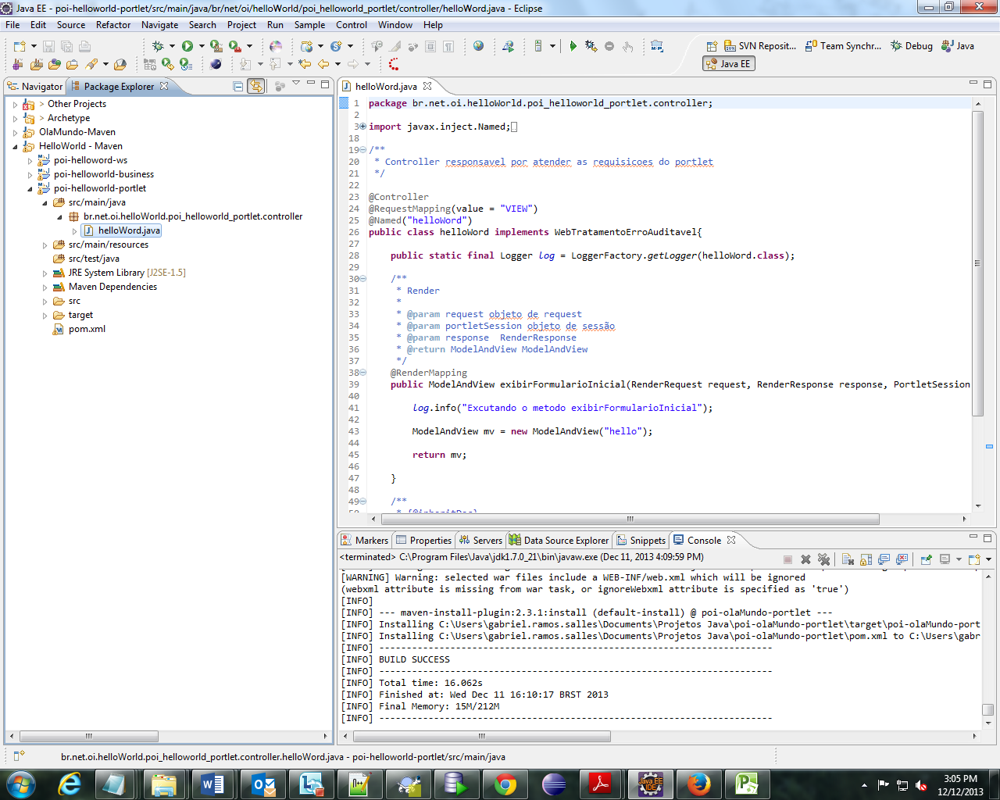 Java EE - poi-helloworld-portlet/src/main/java/br/net/oi/helloWorld/poi_helloworld_portlet/controller/helloWord.java - Eclipse
File Edit Source Refactor Navigate Search Project Run Sample Control Window Help
SVN Reposit... Team Synchr... Debug Java
Java EE
Navigator Package Explorer
> Other Projects
> Archetype
OlaMundo-Maven
HelloWorld - Maven
poi-helloword-ws
poi-helloworld-business
poi-helloworld-portlet
src/main/java
br.net.oi.helloWorld.poi_helloworld_portlet.controller
helloWord.java
src/main/resources
src/test/java
JRE System Library [J2SE-1.5]
Maven Dependencies
src
target
pom.xml
helloWord.java
1 package br.net.oi.helloWorld.poi_helloworld_portlet.controller;
2
3 import javax.inject.Named;
18
19 /**
20 * Controller responsavel por atender as requisicoes do portlet
21 */
22
23 @Controller
24 @RequestMapping(value = "VIEW")
25 @Named("helloWord")
26 public class helloWord implements WebTratamentoErroAuditavel{
27
28 public static final Logger log = LoggerFactory.getLogger(helloWord.class);
29
30 /**
31 * Render
32 *
33 * @param request objeto de request
34 * @param portletSession objeto de sessão
35 * @param response  RenderResponse
36 * @return ModelAndView ModelAndView
37 */
38 @RenderMapping
39 public ModelAndView exibirFormularioInicial(RenderRequest request, RenderResponse response, PortletSession
40
41 log.info("Excutando o metodo exibirFormularioInicial");
42
43 ModelAndView mv = new ModelAndView("hello");
44
45 return mv;
46
47 }
48
49 /**
50 * {@inheritDoc}
Markers Properties Servers Data Source Explorer Snippets Console
<terminated> C:\Program Files\Java\jdk1.7.0_21\bin\javaw.exe (Dec 11, 2013 4:09:59 PM)
[WARNING] Warning: selected war files include a WEB-INF/web.xml which will be ignored
(webxml attribute is missing from war task, or ignoreWebxml attribute is specified as 'true')
[INFO]
[INFO] --- maven-install-plugin:2.3.1:install (default-install) @ poi-olaMundo-portlet ---
[INFO] Installing C:\Users\gabriel.ramos.salles\Documents\Projetos Java\poi-olaMundo-portlet\target\poi-olaMundo-port
[INFO] Installing C:\Users\gabriel.ramos.salles\Documents\Projetos Java\poi-olaMundo-portlet\pom.xml to C:\Users\gabr
[INFO] ------------------------------------------------------------------------
[INFO] BUILD SUCCESS
[INFO] ------------------------------------------------------------------------
[INFO] Total time: 16.062s
[INFO] Finished at: Wed Dec 11 16:10:17 BRST 2013
[INFO] Final Memory: 15M/212M
[INFO] ------------------------------------------------------------------------
br.net.oi.helloWorld.poi_helloworld_portlet.controller.helloWord.java - poi-helloworld-portlet/src/main/java
3:05 PM
12/12/2013